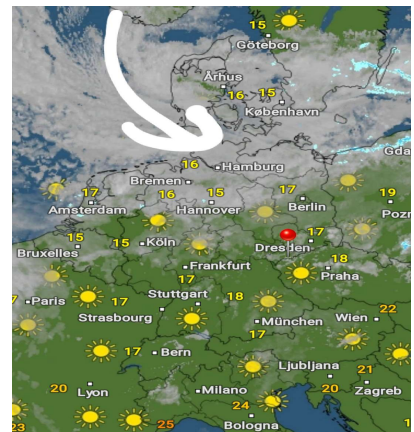 15
Göteborg
Århus
16 15
København
Gda
16
Hamburg
Bremen
17 16 15 17 19
Amsterdam Hannover Berlin Pozr
15 15 17
Bruxelles Köln Dresden
Frankfurt 18
17 Praha
Paris 17 Stuttgart 18 22
Strasbourg München Wien
17
17 Bern
Ljubljana 21
20 Milano 20 Zagreb
Lyon 24
23 25 Bologna